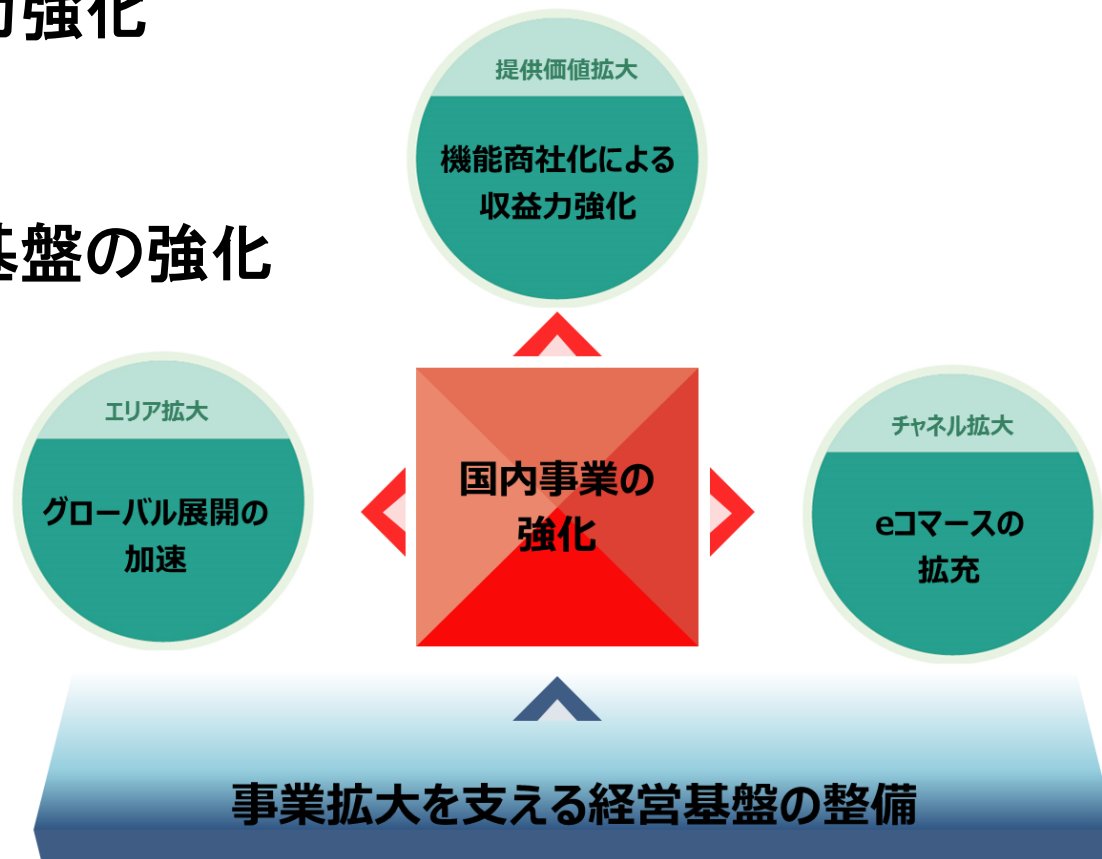 強化
提供価値拡大
機能商社化による
収益力強化
基盤の強化
エリア拡大
グローバル展開の
加速
国内事業の
強化
チャネル拡大
eコマースの
拡充
事業拡大を支える経営基盤の整備